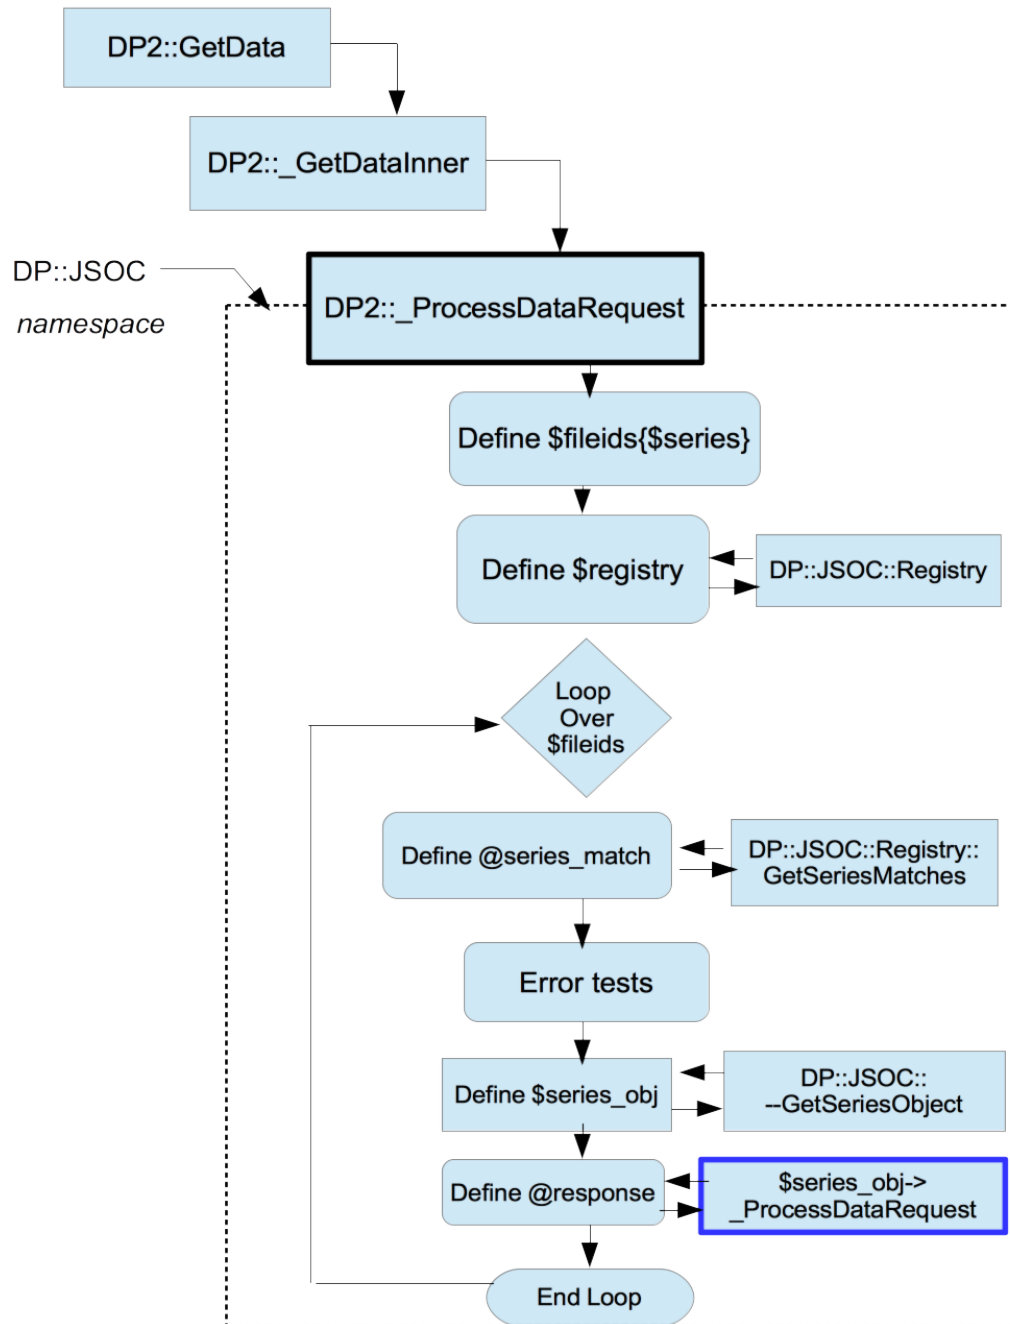 DP2::GetData
DP2::_GetDataInner
DP::JSOC
namespace
DP2::_ProcessDataRequest
Define $fileids{$series}
Define $registry
DP::JSOC::Registry
Loop
Over
$fileids
Define @series_match
DP::JSOC::Registry::
GetSeriesMatches
Error tests
Define $series_obj
DP::JSOC::
--GetSeriesObject
Define @response
$series_obj->
_ProcessDataRequest
End Loop